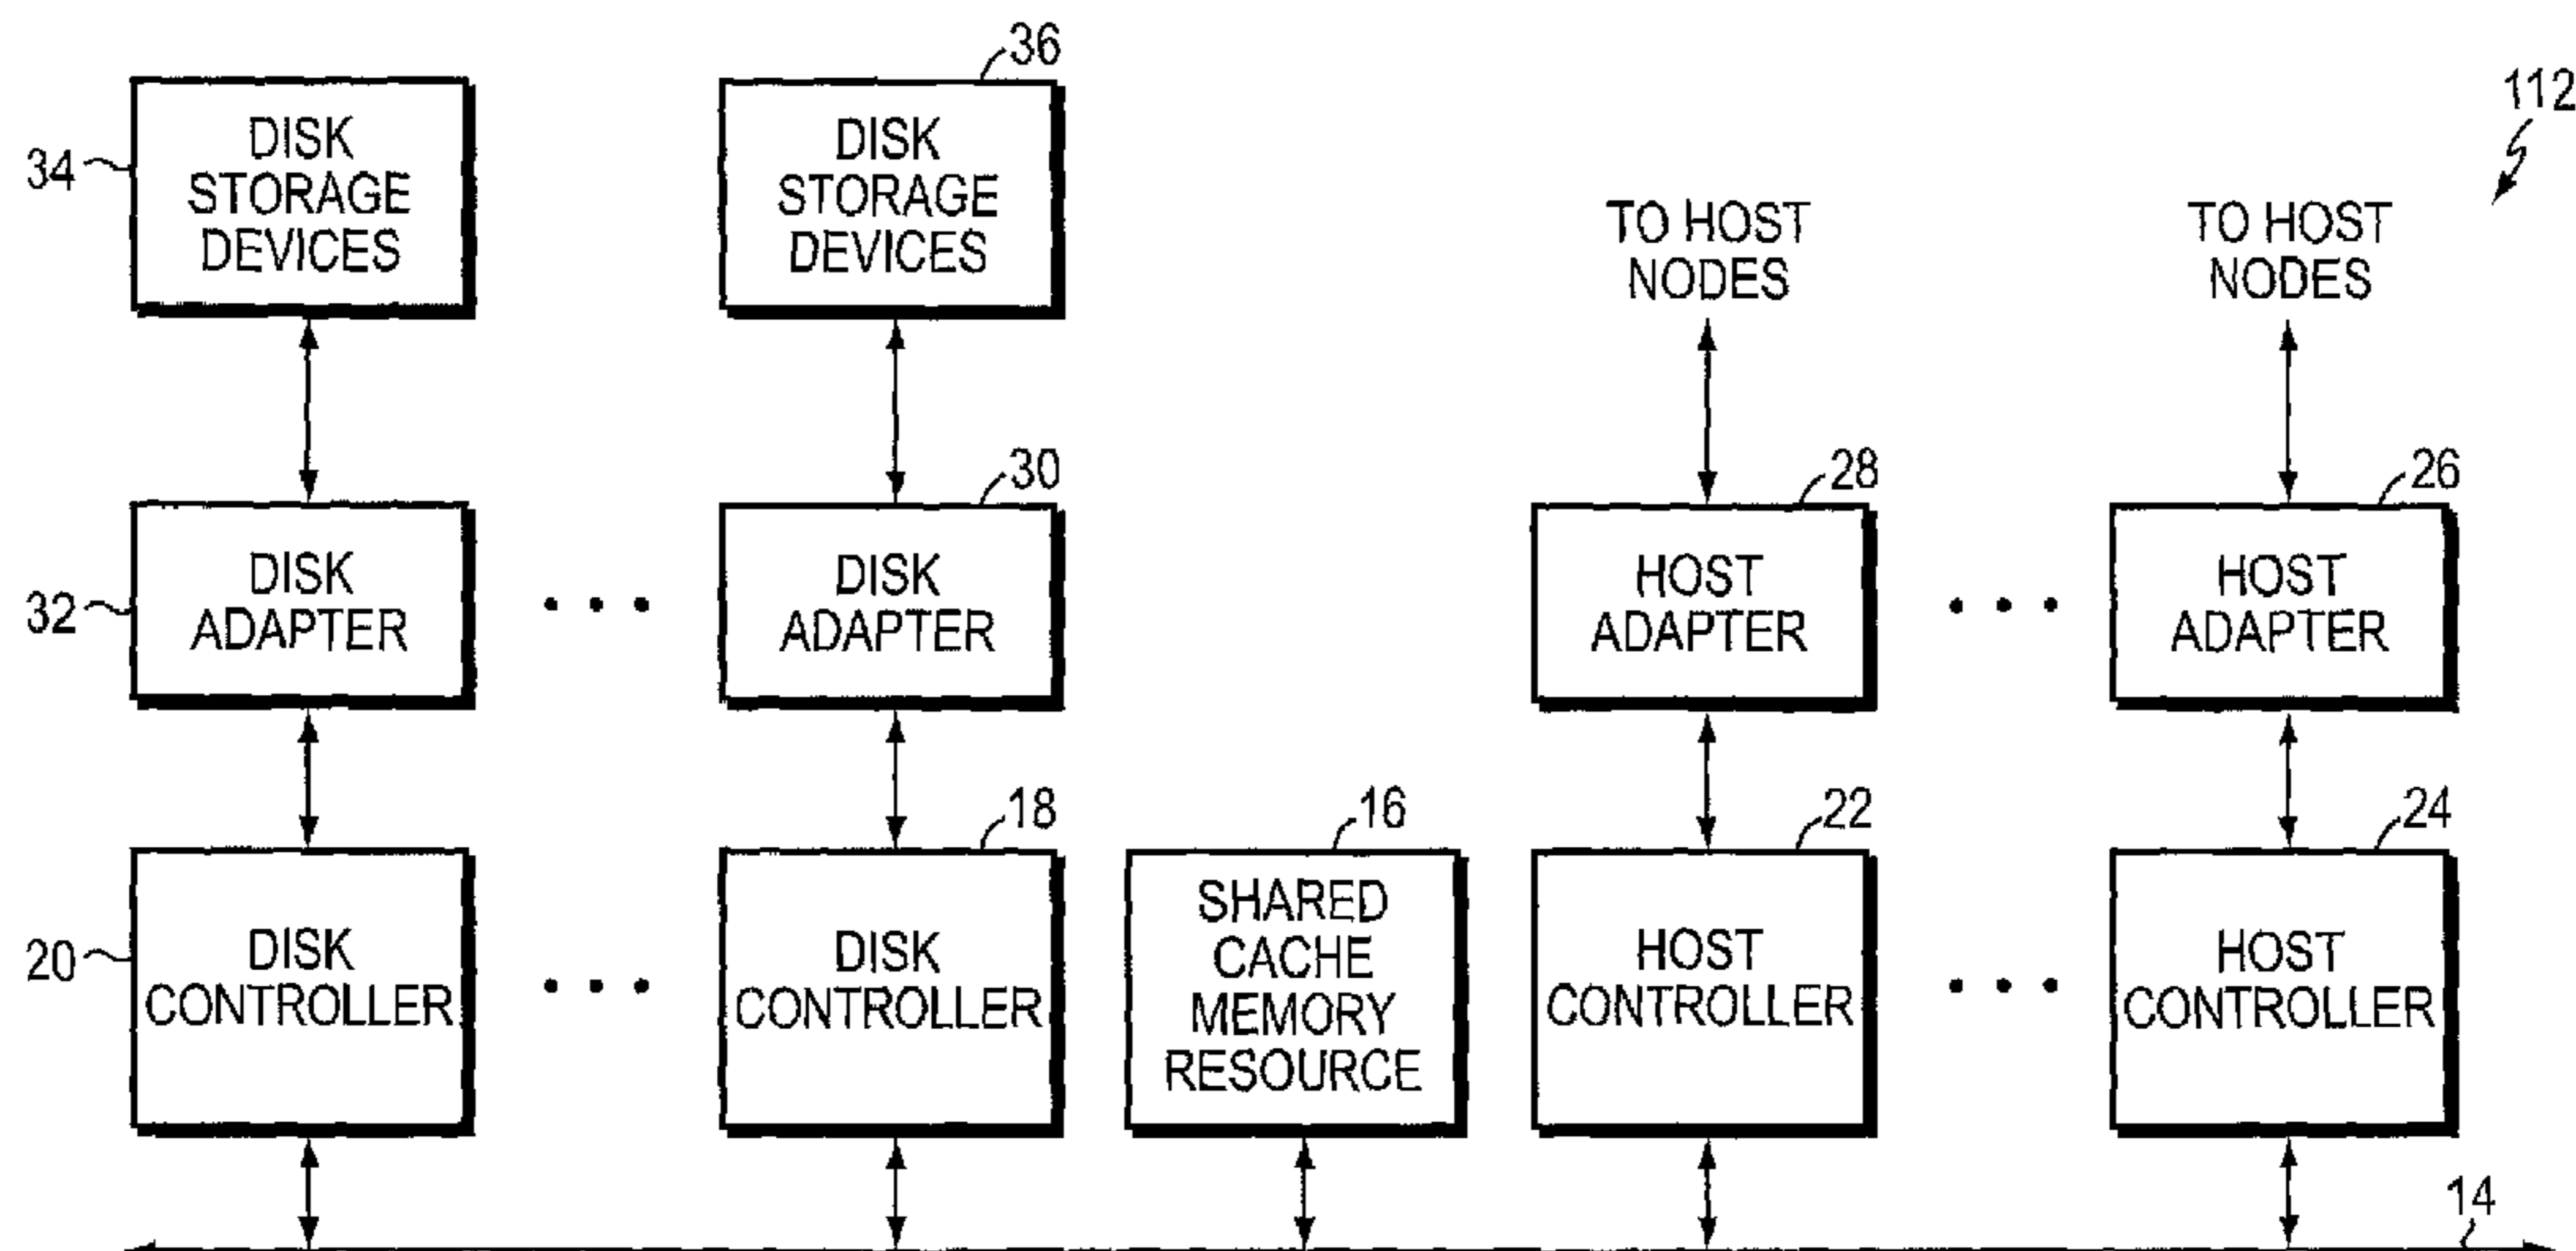 36
112
34
DISK
STORAGE
DEVICES
DISK
STORAGE
DEVICES
TO HOST
NODES
TO HOST
NODES
30
28
26
32
DISK
ADAPTER
DISK
ADAPTER
HOST
ADAPTER
HOST
ADAPTER
18
16
22
24
20
DISK
CONTROLLER
DISK
CONTROLLER
SHARED
CACHE
MEMORY
RESOURCE
HOST
CONTROLLER
HOST
CONTROLLER
14